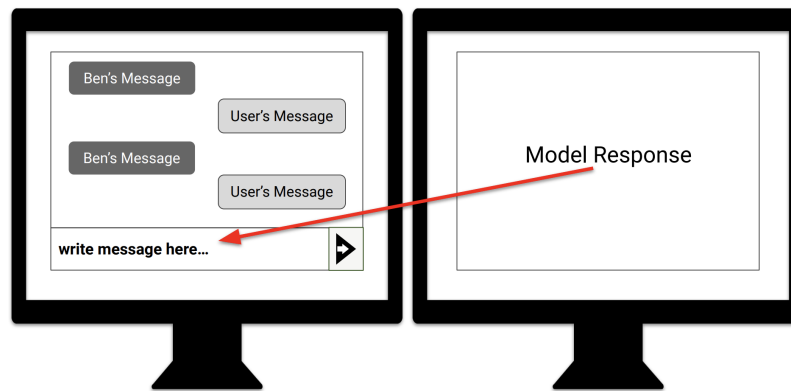 Ben's Message
User's Message
Ben's Message
User's Message
write message here...
Model Response